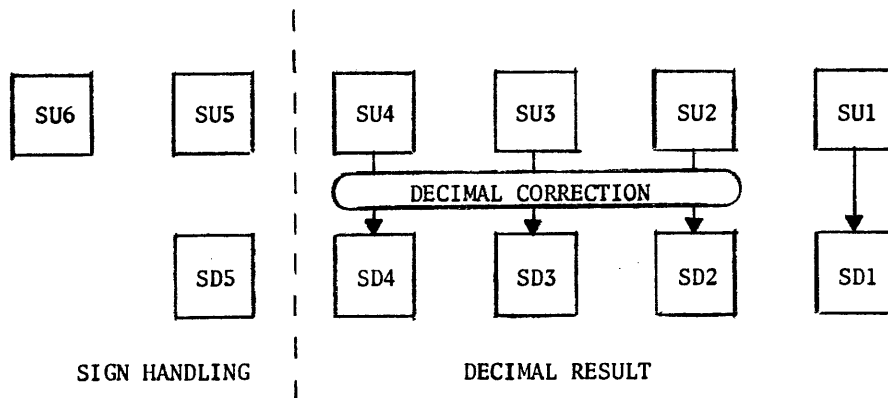 SU6 SU5 SU4 SU3 SU2 SU1
DECIMAL CORRECTION
SD5 SD4 SD3 SD2 SD1
SIGN HANDLING DECIMAL RESULT